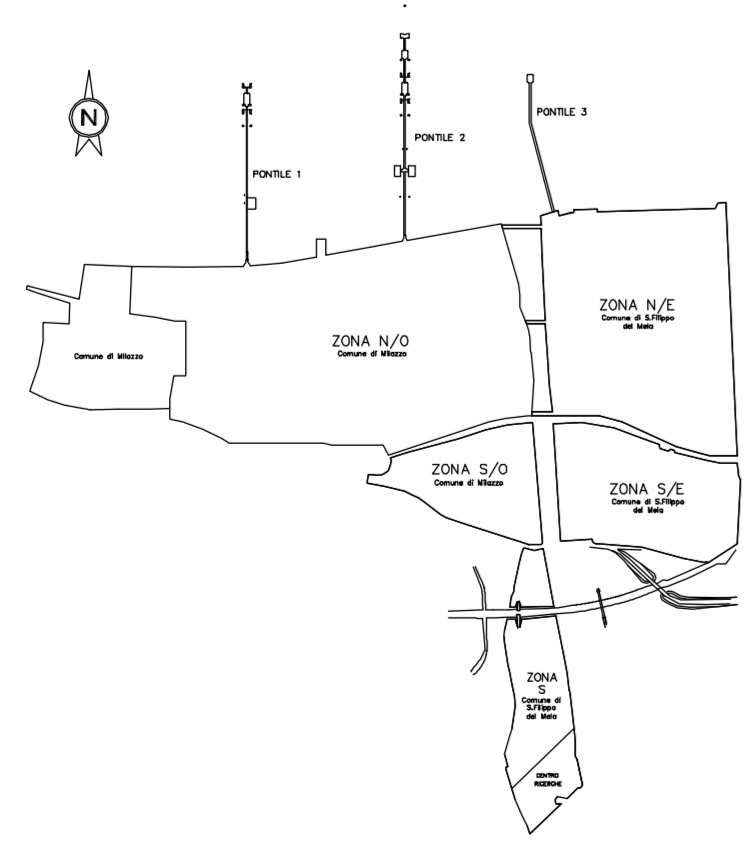 N
PONTILE 3
PONTILE 2
PONTILE 1
ZONA N/E
Comune di S.Filippo
del Mela
ZONA N/O
Comune di Milazzo
Comune di Milazzo
ZONA S/O
Comune di Milazzo
ZONA S/E
Comune di S.Filippo
del Mela
ZONA
S
Comune di
S.Filippo
del Mela
CENTRO
RICERCHE